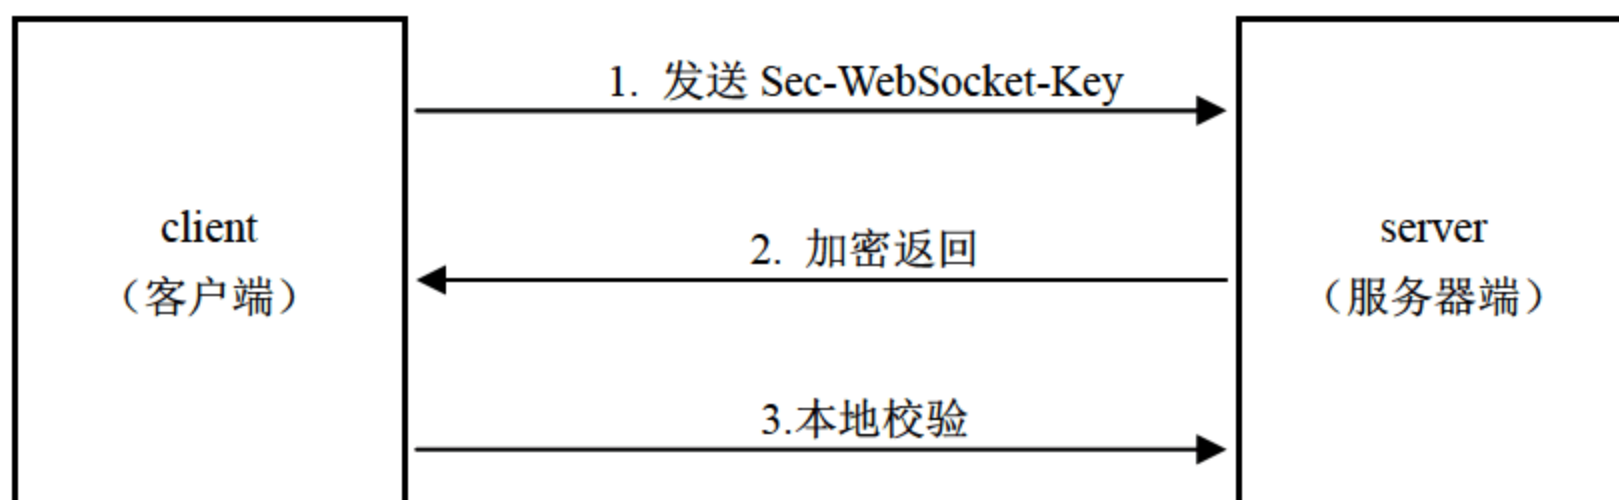 1. 发送 Sec-WebSocket-Key
client
（客户端）
2. 加密返回
3.本地校验
server
（服务器端）